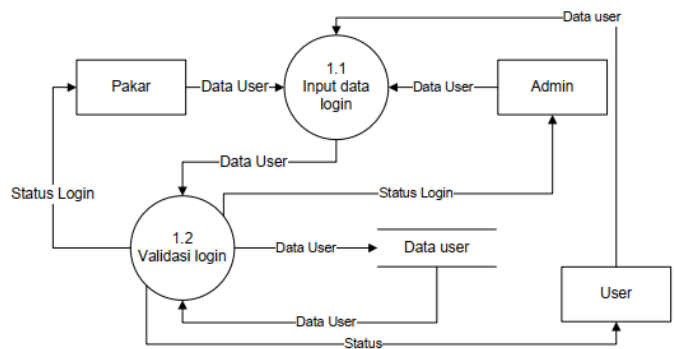 Data user
1.1
Input data
login
Pakar
Data User
Data User
Admin
Data User
Status Login
Status Login
1.2
Validasi login
Data User
Data user
User
Data User
Status